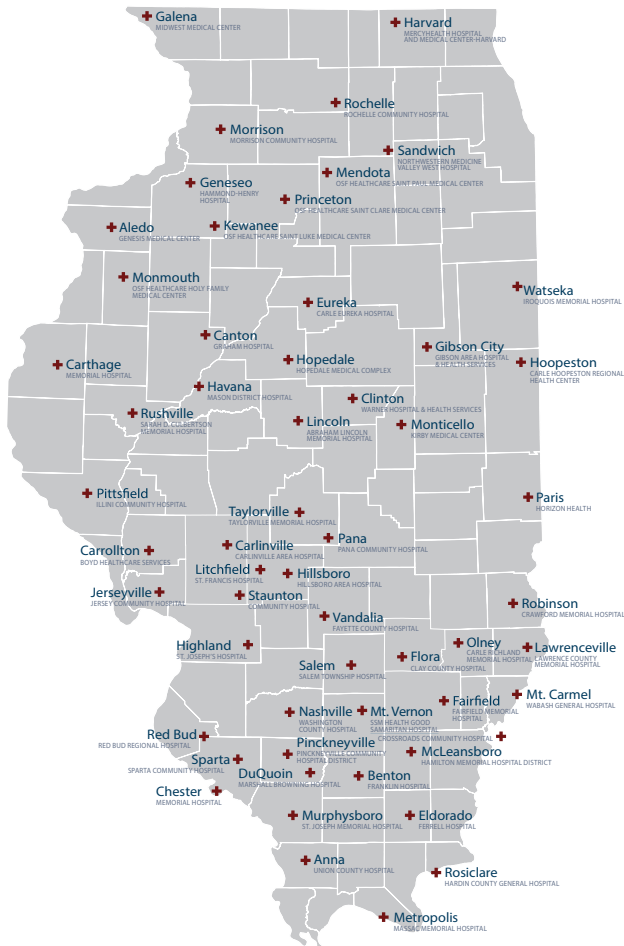 Galena
MIDWEST MEDICAL CENTER
Harvard
MERCYHEALTH HOSPITAL
AND MEDICAL CENTER-HARVARD
Rochelle
ROCHELLE COMMUNITY HOSPITAL
Morrison
MORRISON COMMUNITY HOSPITAL
Sandwich
NORTHWESTERN MEDICINE
VALLEY WEST HOSPITAL
Mendota
OSF HEALTHCARE SAINT PAUL MEDICAL CENTER
Geneseo
HAMMOND-HENRY
HOSPITAL
Princeton
OSF HEALTHCARE SAINT CLARE MEDICAL CENTER
Aledo
GENESIS MEDICAL CENTER
Kewanee
OSF HEALTHCARE SAINT LUKE MEDICAL CENTER
Monmouth
OSF HEALTHCARE HOLY FAMILY
MEDICAL CENTER
Watseka
IROQUOIS MEMORIAL HOSPITAL
Eureka
CARLE EUREKA HOSPITAL
Canton
GRAHAM HOSPITAL
Gibson City
GIBSON AREA HOSPITAL
& HEALTH SERVICES
Carthage
MEMORIAL HOSPITAL
Hopedale
HOPEDALE MEDICAL COMPLEX
Hoopeston
CARLE HOOPESTON REGIONAL
HEALTH CENTER
Havana
MASON DISTRICT HOSPITAL
Clinton
WARNER HOSPITAL & HEALTH SERVICES
Rushville
SARAH D. CULBERTSON
MEMORIAL HOSPITAL
Lincoln
ABRAHAM LINCOLN
MEMORIAL HOSPITAL
Monticello
KIRBY MEDICAL CENTER
Pittsfield
ILLINI COMMUNITY HOSPITAL
Paris
HORIZON HEALTH
Taylorville
TAYLORVILLE MEMORIAL HOSPITAL
Pana
PANA COMMUNITY HOSPITAL
Carrollton
BOYD HEALTHCARE SERVICES
Carlinville
CARLINVILLE AREA HOSPITAL
Litchfield
ST. FRANCIS HOSPITAL
Hillsboro
HILLSBORO AREA HOSPITAL
Jerseyville
JERSEY COMMUNITY HOSPITAL
Staunton
COMMUNITY HOSPITAL
Robinson
CRAWFORD MEMORIAL HOSPITAL
Vandalia
FAYETTE COUNTY HOSPITAL
Highland
ST. JOSEPH'S HOSPITAL
Olney
CARLE RICHLAND
MEMORIAL HOSPITAL
Lawrenceville
LAWRENCE COUNTY
MEMORIAL HOSPITAL
Flora
CLAY COUNTY HOSPITAL
Salem
SALEM TOWNSHIP HOSPITAL
Mt. Carmel
WABASH GENERAL HOSPITAL
Fairfield
FAIRFIELD MEMORIAL
HOSPITAL
Nashville
WASHINGTON
COUNTY HOSPITAL
Mt. Vernon
SSM HEALTH GOOD
SAMARITAN HOSPITAL
CROSSROADS COMMUNITY HOSPITAL
Red Bud
RED BUD REGIONAL HOSPITAL
Pinckneyville
PINCKNEYVILLE COMMUNITY
HOSPITAL DISTRICT
McLeansboro
HAMILTON MEMORIAL HOSPITAL DISTRICT
Sparta
SPARTA COMMUNITY HOSPITAL
DuQuoin
MARSHALL BROWNING HOSPITAL
Benton
FRANKLIN HOSPITAL
Chester
MEMORIAL HOSPITAL
Murphysboro
ST. JOSEPH MEMORIAL HOSPITAL
Eldorado
FERRELL HOSPITAL
Anna
UNION COUNTY HOSPITAL
Rosiclare
HARDIN COUNTY GENERAL HOSPITAL
Metropolis
MASSAC MEMORIAL HOSPITAL